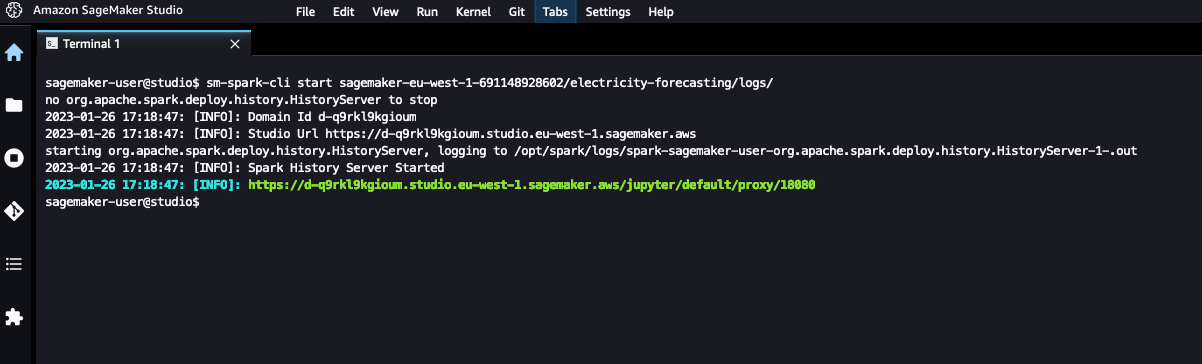 Amazon SageMaker Studio
File Edit View Run Kernel Git Tabs Settings Help
Terminal 1
sagemaker-user@studio$ sm-spark-cli start sagemaker-eu-west-1-691148928602/electricity-forecasting/logs/
no org.apache.spark.deploy.history.HistoryServer to stop
2023-01-26 17:18:47: [INFO]: Domain Id d-q9rkl9kgioum
2023-01-26 17:18:47: [INFO]: Studio Url https://d-q9rkl9kgioum.studio.eu-west-1.sagemaker.aws
starting org.apache.spark.deploy.history.HistoryServer, logging to /opt/spark/logs/spark-sagemaker-user-org.apache.spark.deploy.history.HistoryServer-1-.out
2023-01-26 17:18:47: [INFO]: Spark History Server Started
2023-01-26 17:18:47: [INFO]: https://d-q9rkl9kgioum.studio.eu-west-1.sagemaker.aws/jupyter/default/proxy/18080
sagemaker-user@studio$